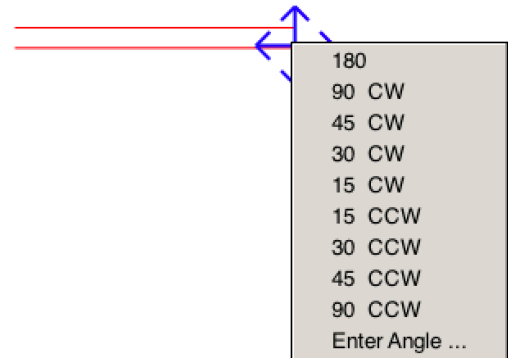 180
90 CW
45 CW
30 CW
15 CW
15 CCW
30 CCW
45 CCW
90 CCW
Enter Angle ...